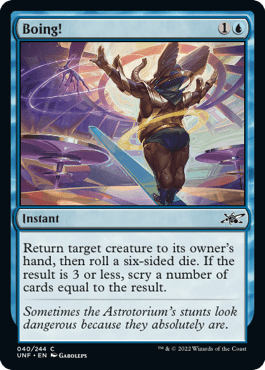 Boing!
1
Instant
Return target creature to its owner's
hand, then roll a six-sided die. If the
result is 3 or less, scry a number of
cards equal to the result.
Sometimes the Astrotorium's stunts look
dangerous because they absolutely are.
040/244 C
UNF • EN GABOLEPS
™ & © 2022 Wizards of the Coast